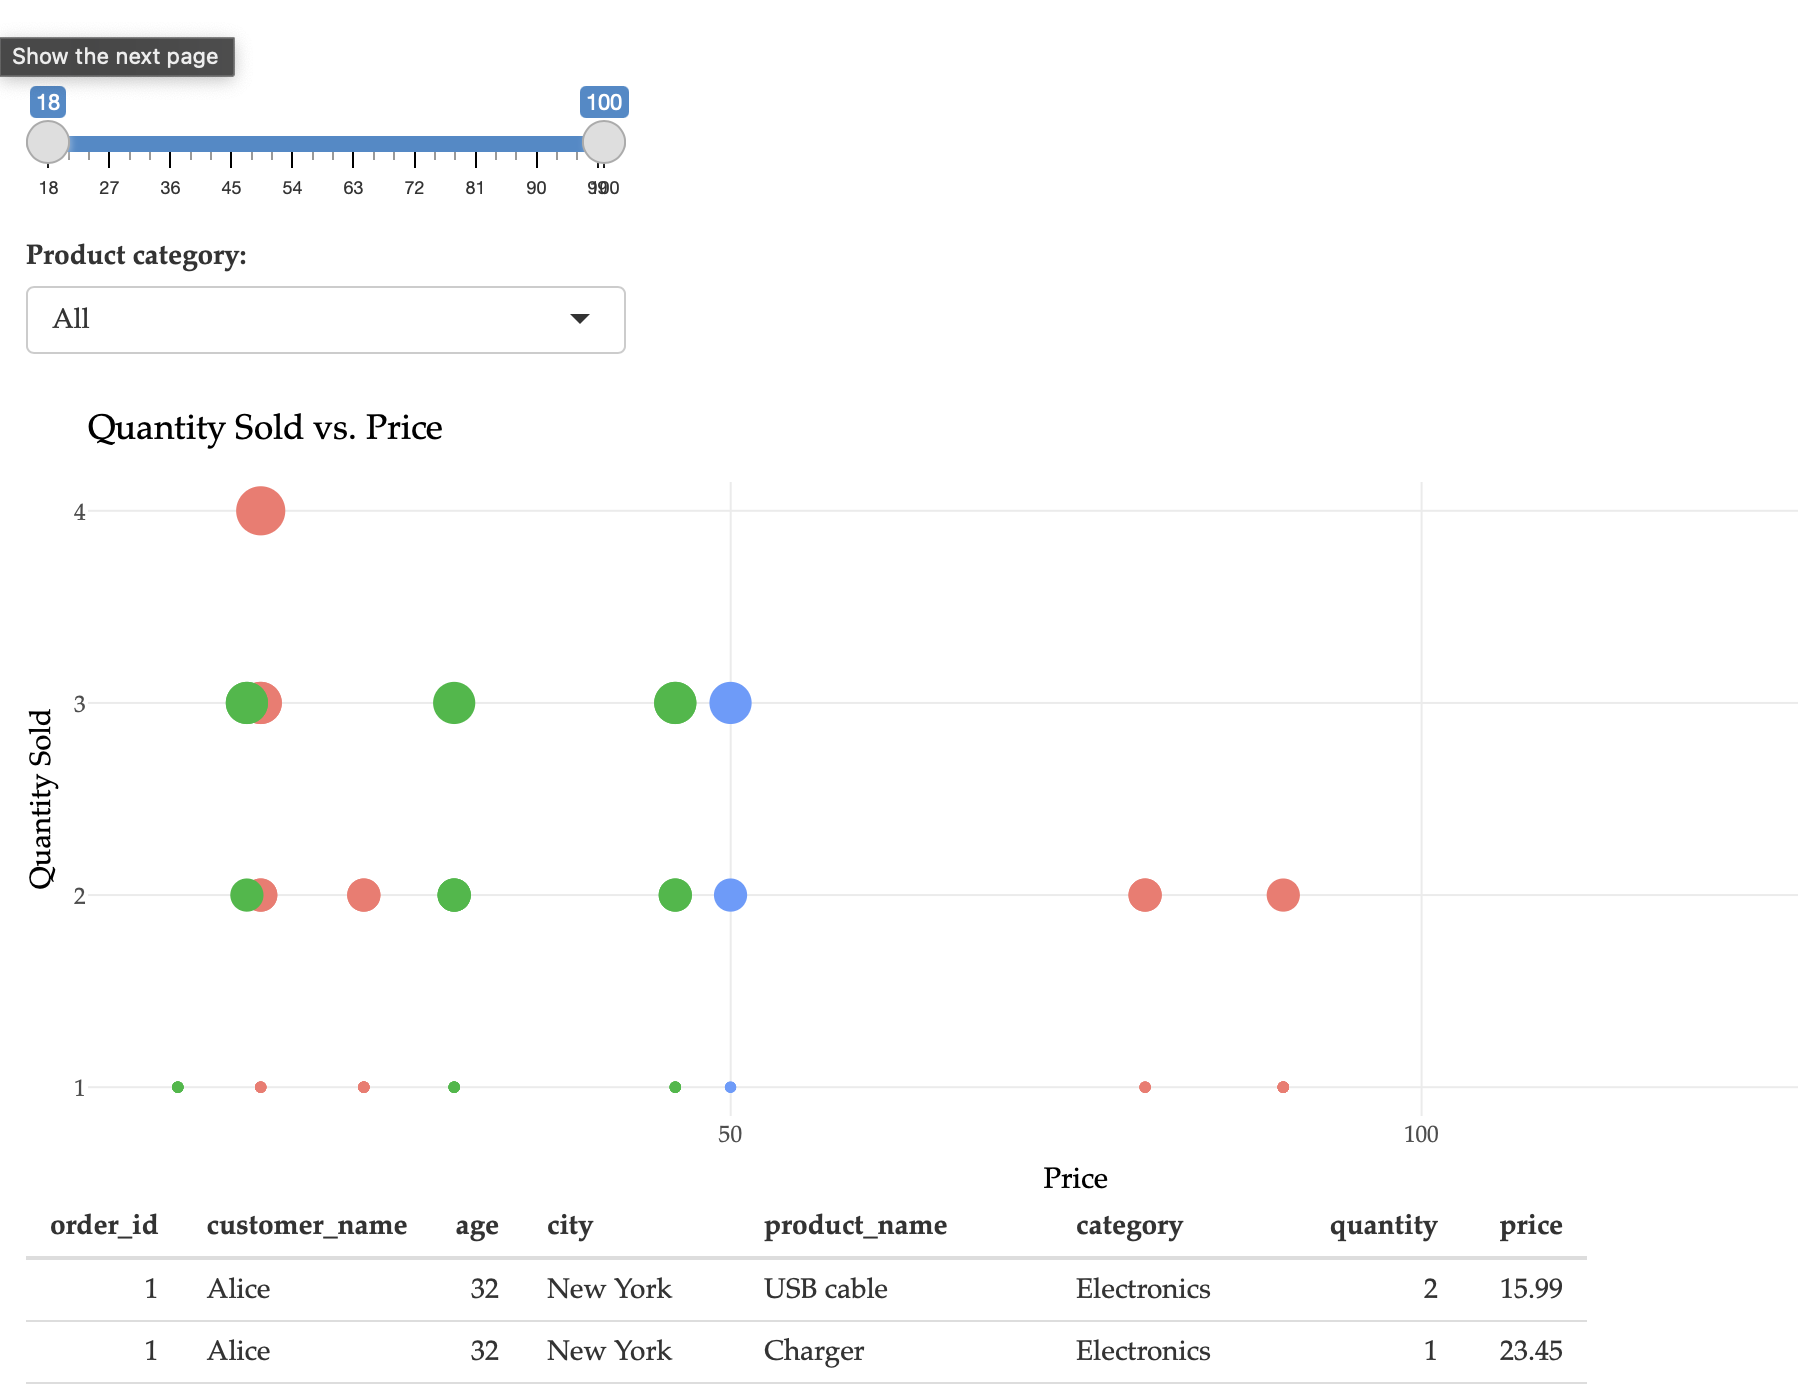 Show the next page
18 100
18 27 36 45 54 63 72 81 90 99 100
Product category:
All
Quantity Sold vs. Price
4
3
2
1
Quantity Sold
50 100
Price
order_id customer_name age city product_name category quantity price
1 Alice 32 New York USB cable Electronics 2 15.99
1 Alice 32 New York Charger Electronics 1 23.45